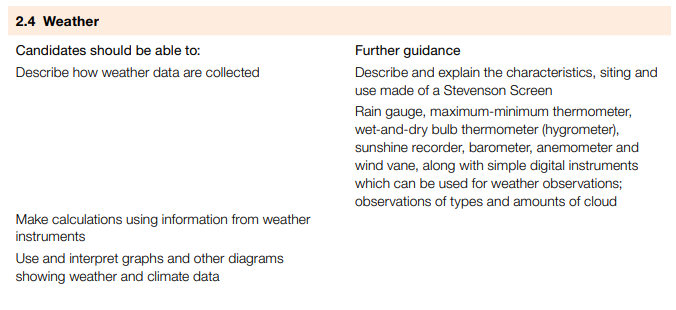 2.4 Weather
Candidates should be able to:
Further guidance
Describe how weather data are collected
Describe and explain the characteristics, siting and
use made of a Stevenson Screen
Rain gauge, maximum-minimum thermometer,
wet-and-dry bulb thermometer (hygrometer),
sunshine recorder, barometer, anemometer and
wind vane, along with simple digital instruments
which can be used for weather observations;
observations of types and amounts of cloud
Make calculations using information from weather
instruments
Use and interpret graphs and other diagrams
showing weather and climate data